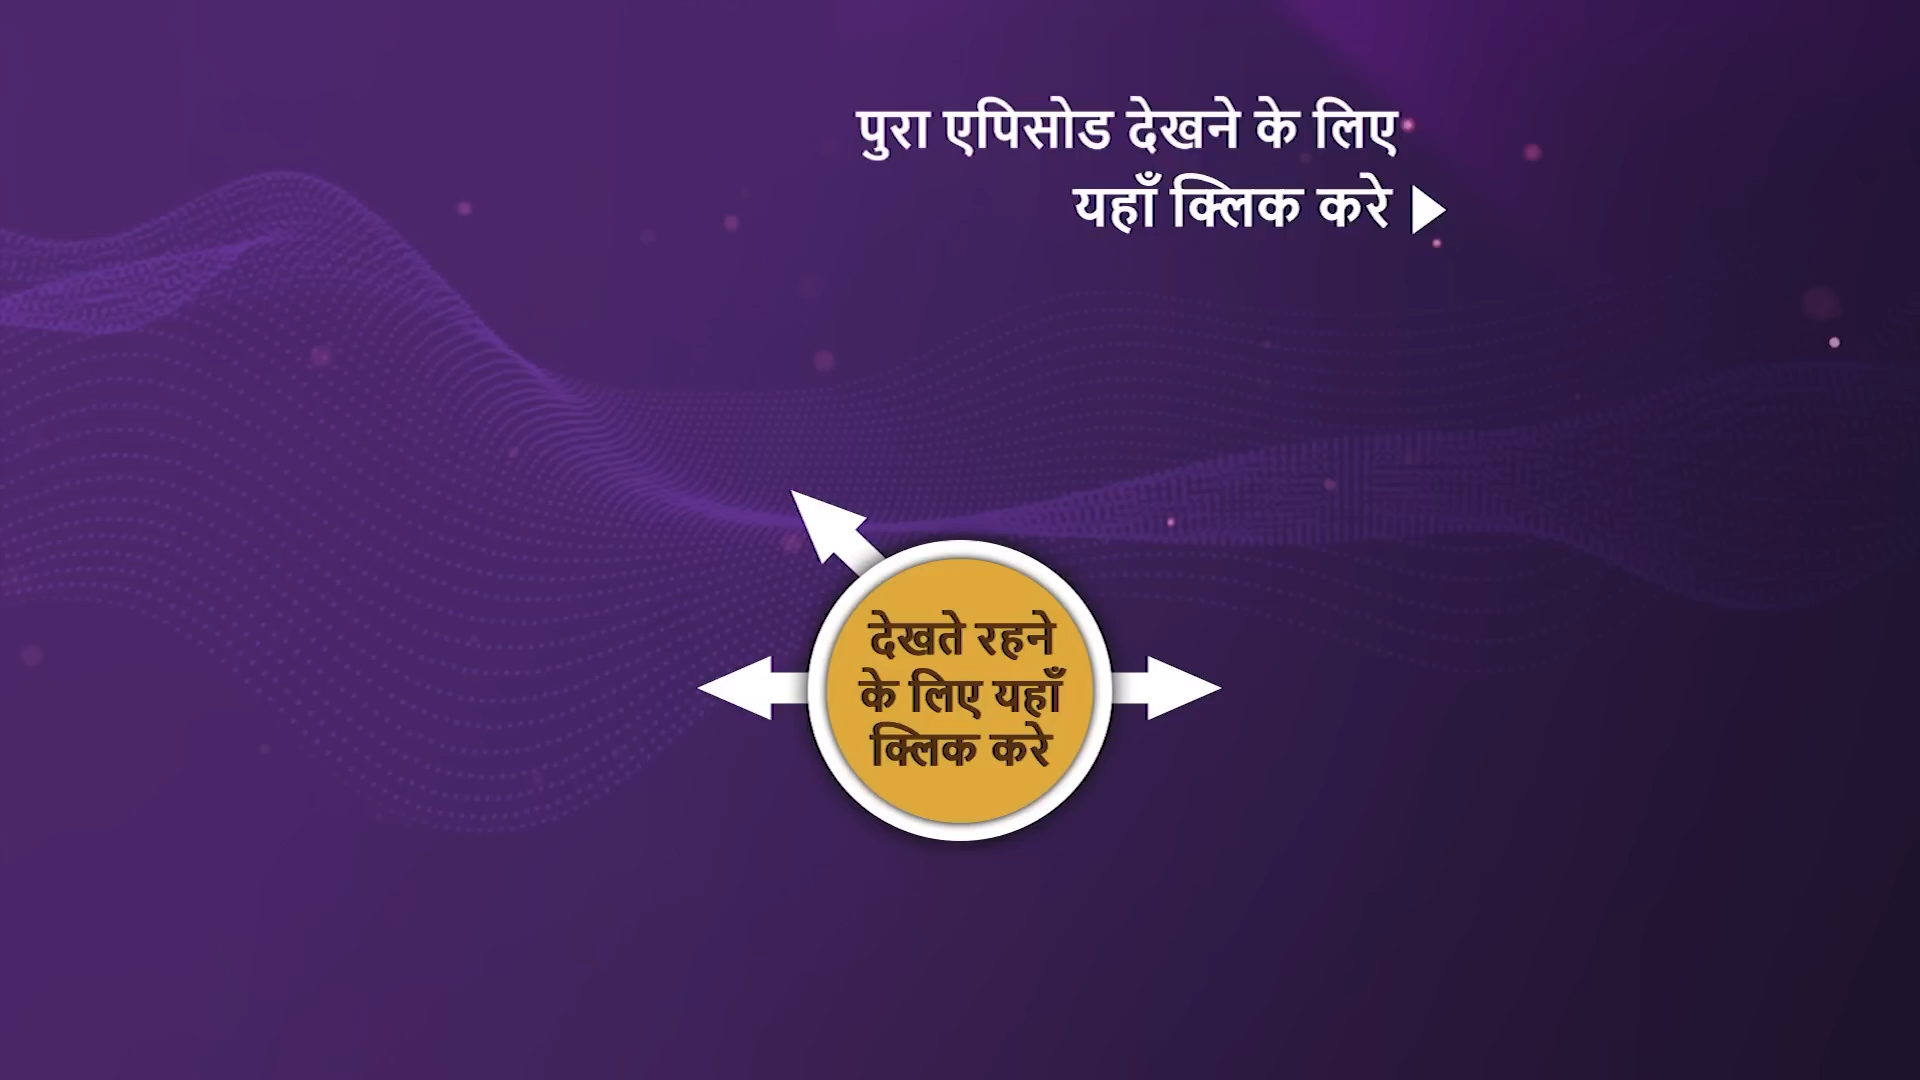 पुरा एपिसोड देखने के लिए
यहाँ क्लिक करे
देखते रहने
के लिए यहाँ
क्लिक करे